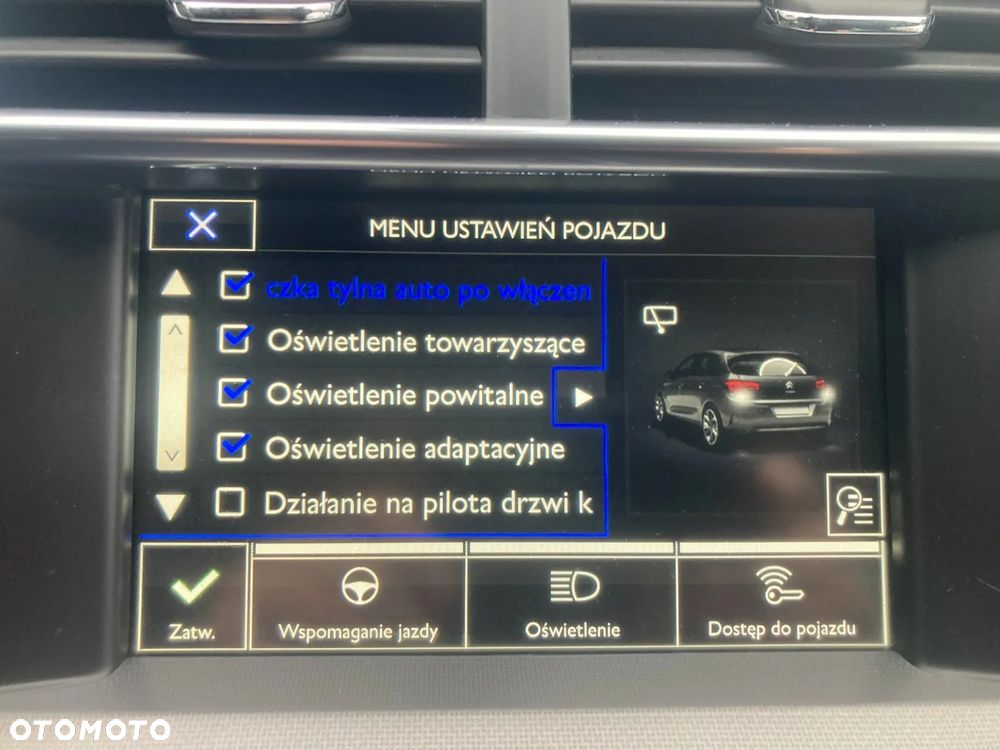 MENU USTAWIEŃ POJAZDU
czka tylna auto po włączen
Oświetlenie towarzyszące
Oświetlenie powitalne
Oświetlenie adaptacyjne
Działanie na pilota drzwi k
Zatw.
Wspomaganie jazdy
Oświetlenie
Dostęp do pojazdu
OTOMOTO